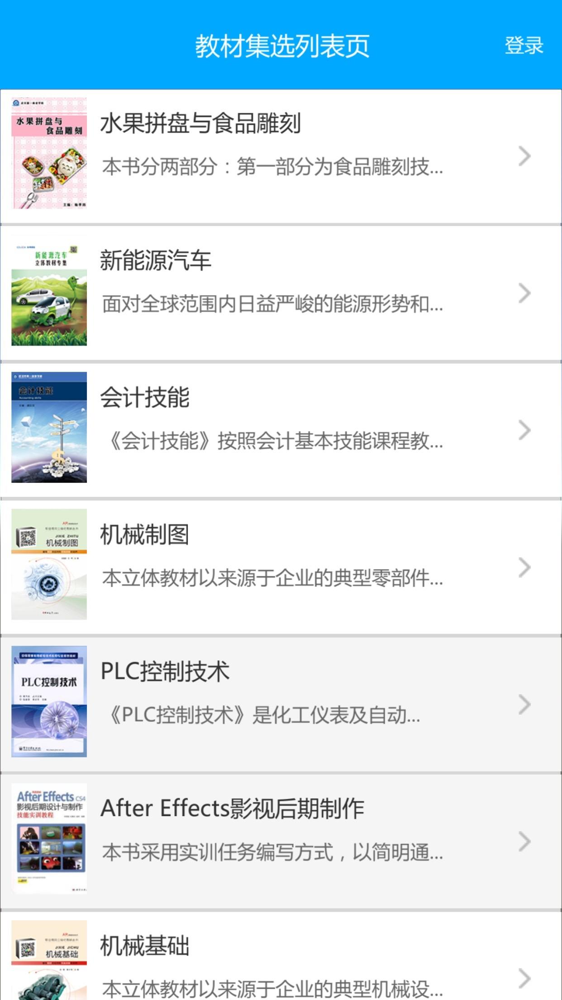 教材集选列表页
登录
水果拼盘与
食品雕刻
水果拼盘与食品雕刻
本书分两部分：第一部分为食品雕刻技...
新能源汽车
立体教材专集
新能源汽车
面对全球范围内日益严峻的能源形势和...
会计技能
Accounting skills
会计技能
《会计技能》按照会计基本技能课程教...
JIXIE ZHITU
机械制图
机械制图
本立体教材以来源于企业的典型零部件...
PLC控制技术
PLC控制技术
《PLC控制技术》是化工仪表及自动...
After Effects CS4
影视后期设计与制作
技能实训教程
After Effects影视后期制作
本书采用实训任务编写方式，以简明通...
JIXIE JICHU
机械基础
机械基础
本立体教材以来源于企业的典型机械设...